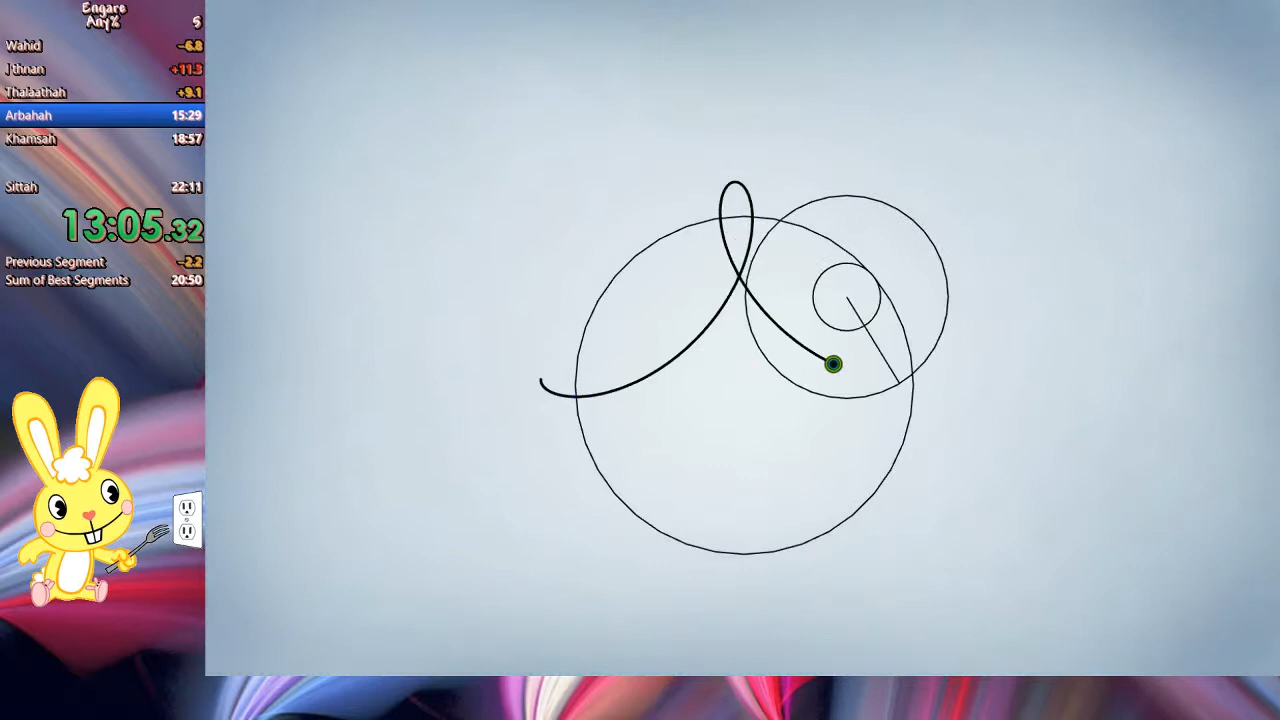 Engare
Any% 5
Wahid -6.8
I'thnan +11.3
Thalaathah +9.1
Arbahah 15:29
Khamsah 18:57
Sittah 22:11
13:05.32
Previous Segment -2.2
Sum of Best Segments 20:50